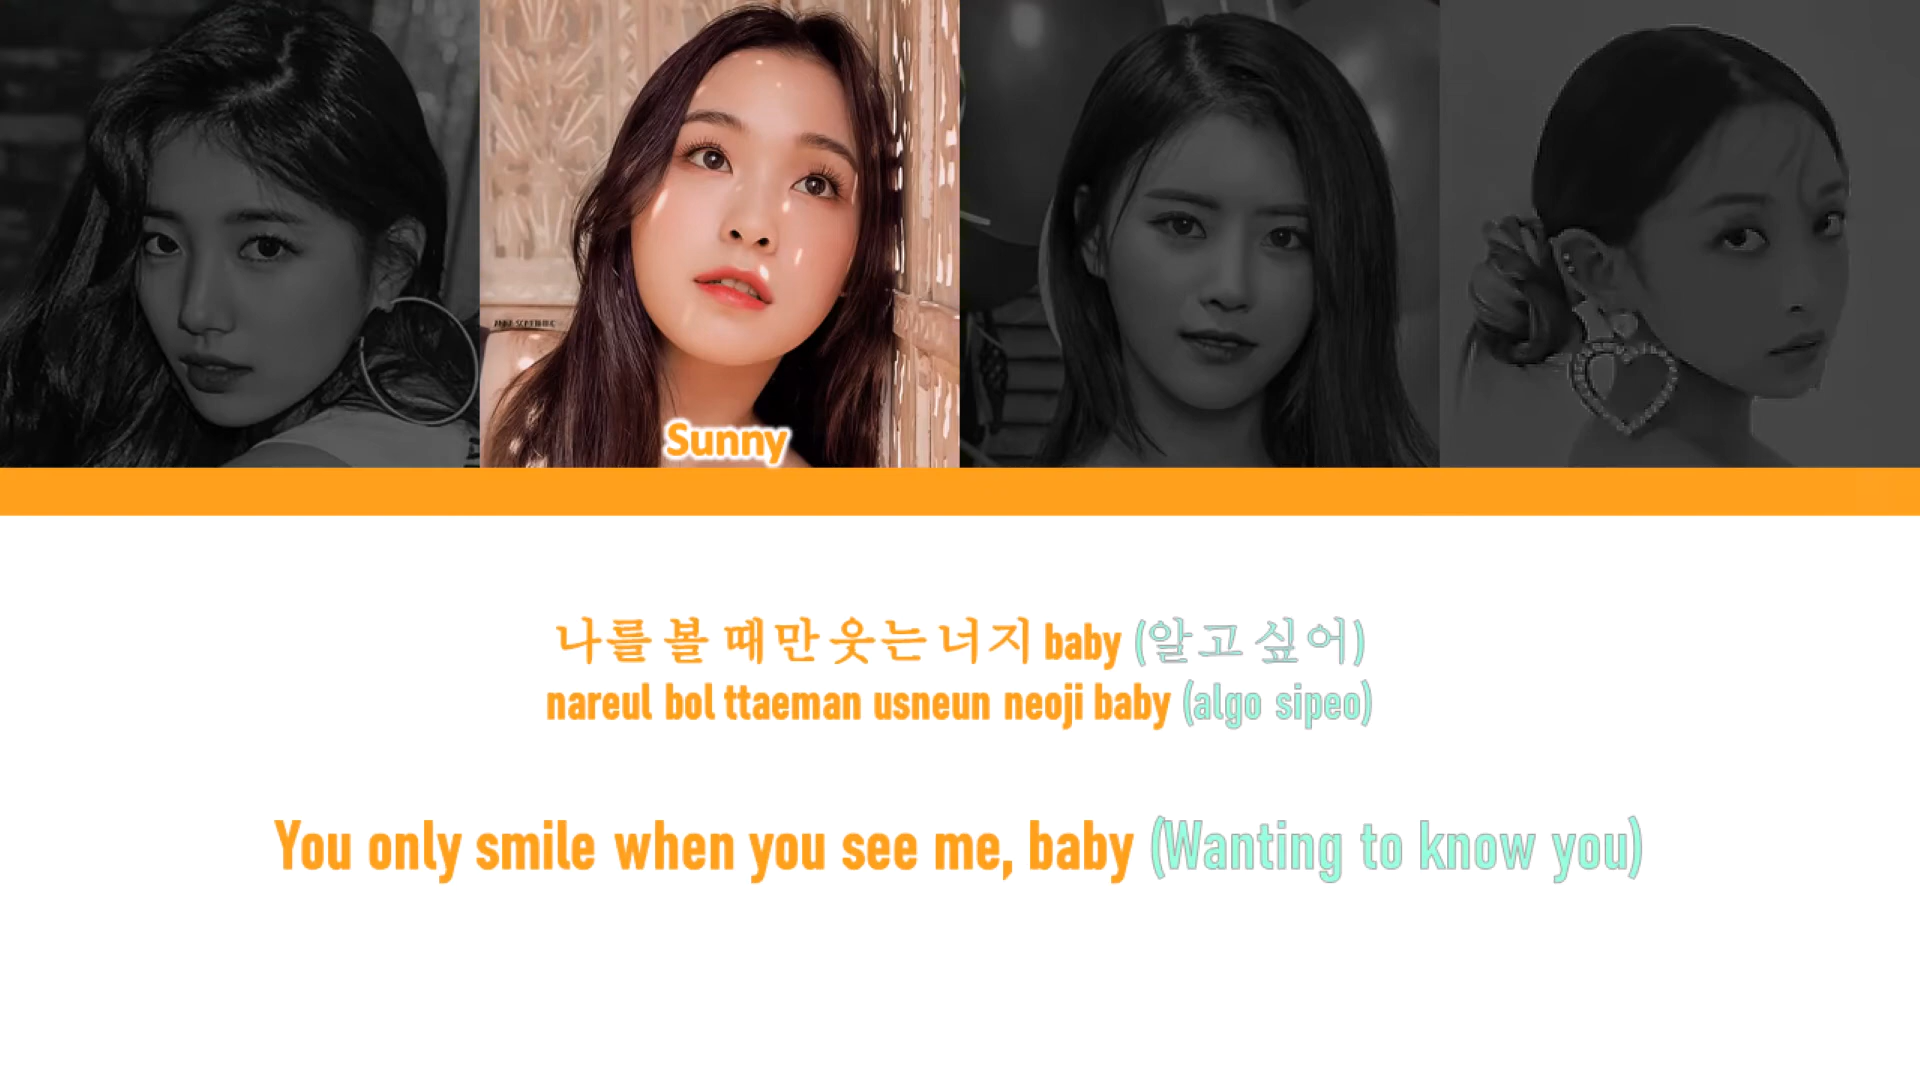 Sunny
나를 볼 때만 웃는 너지 baby (알고 싶어)
nareul bol ttaeman usneun neoji baby (algo sipeo)
You only smile when you see me, baby (Wanting to know you)